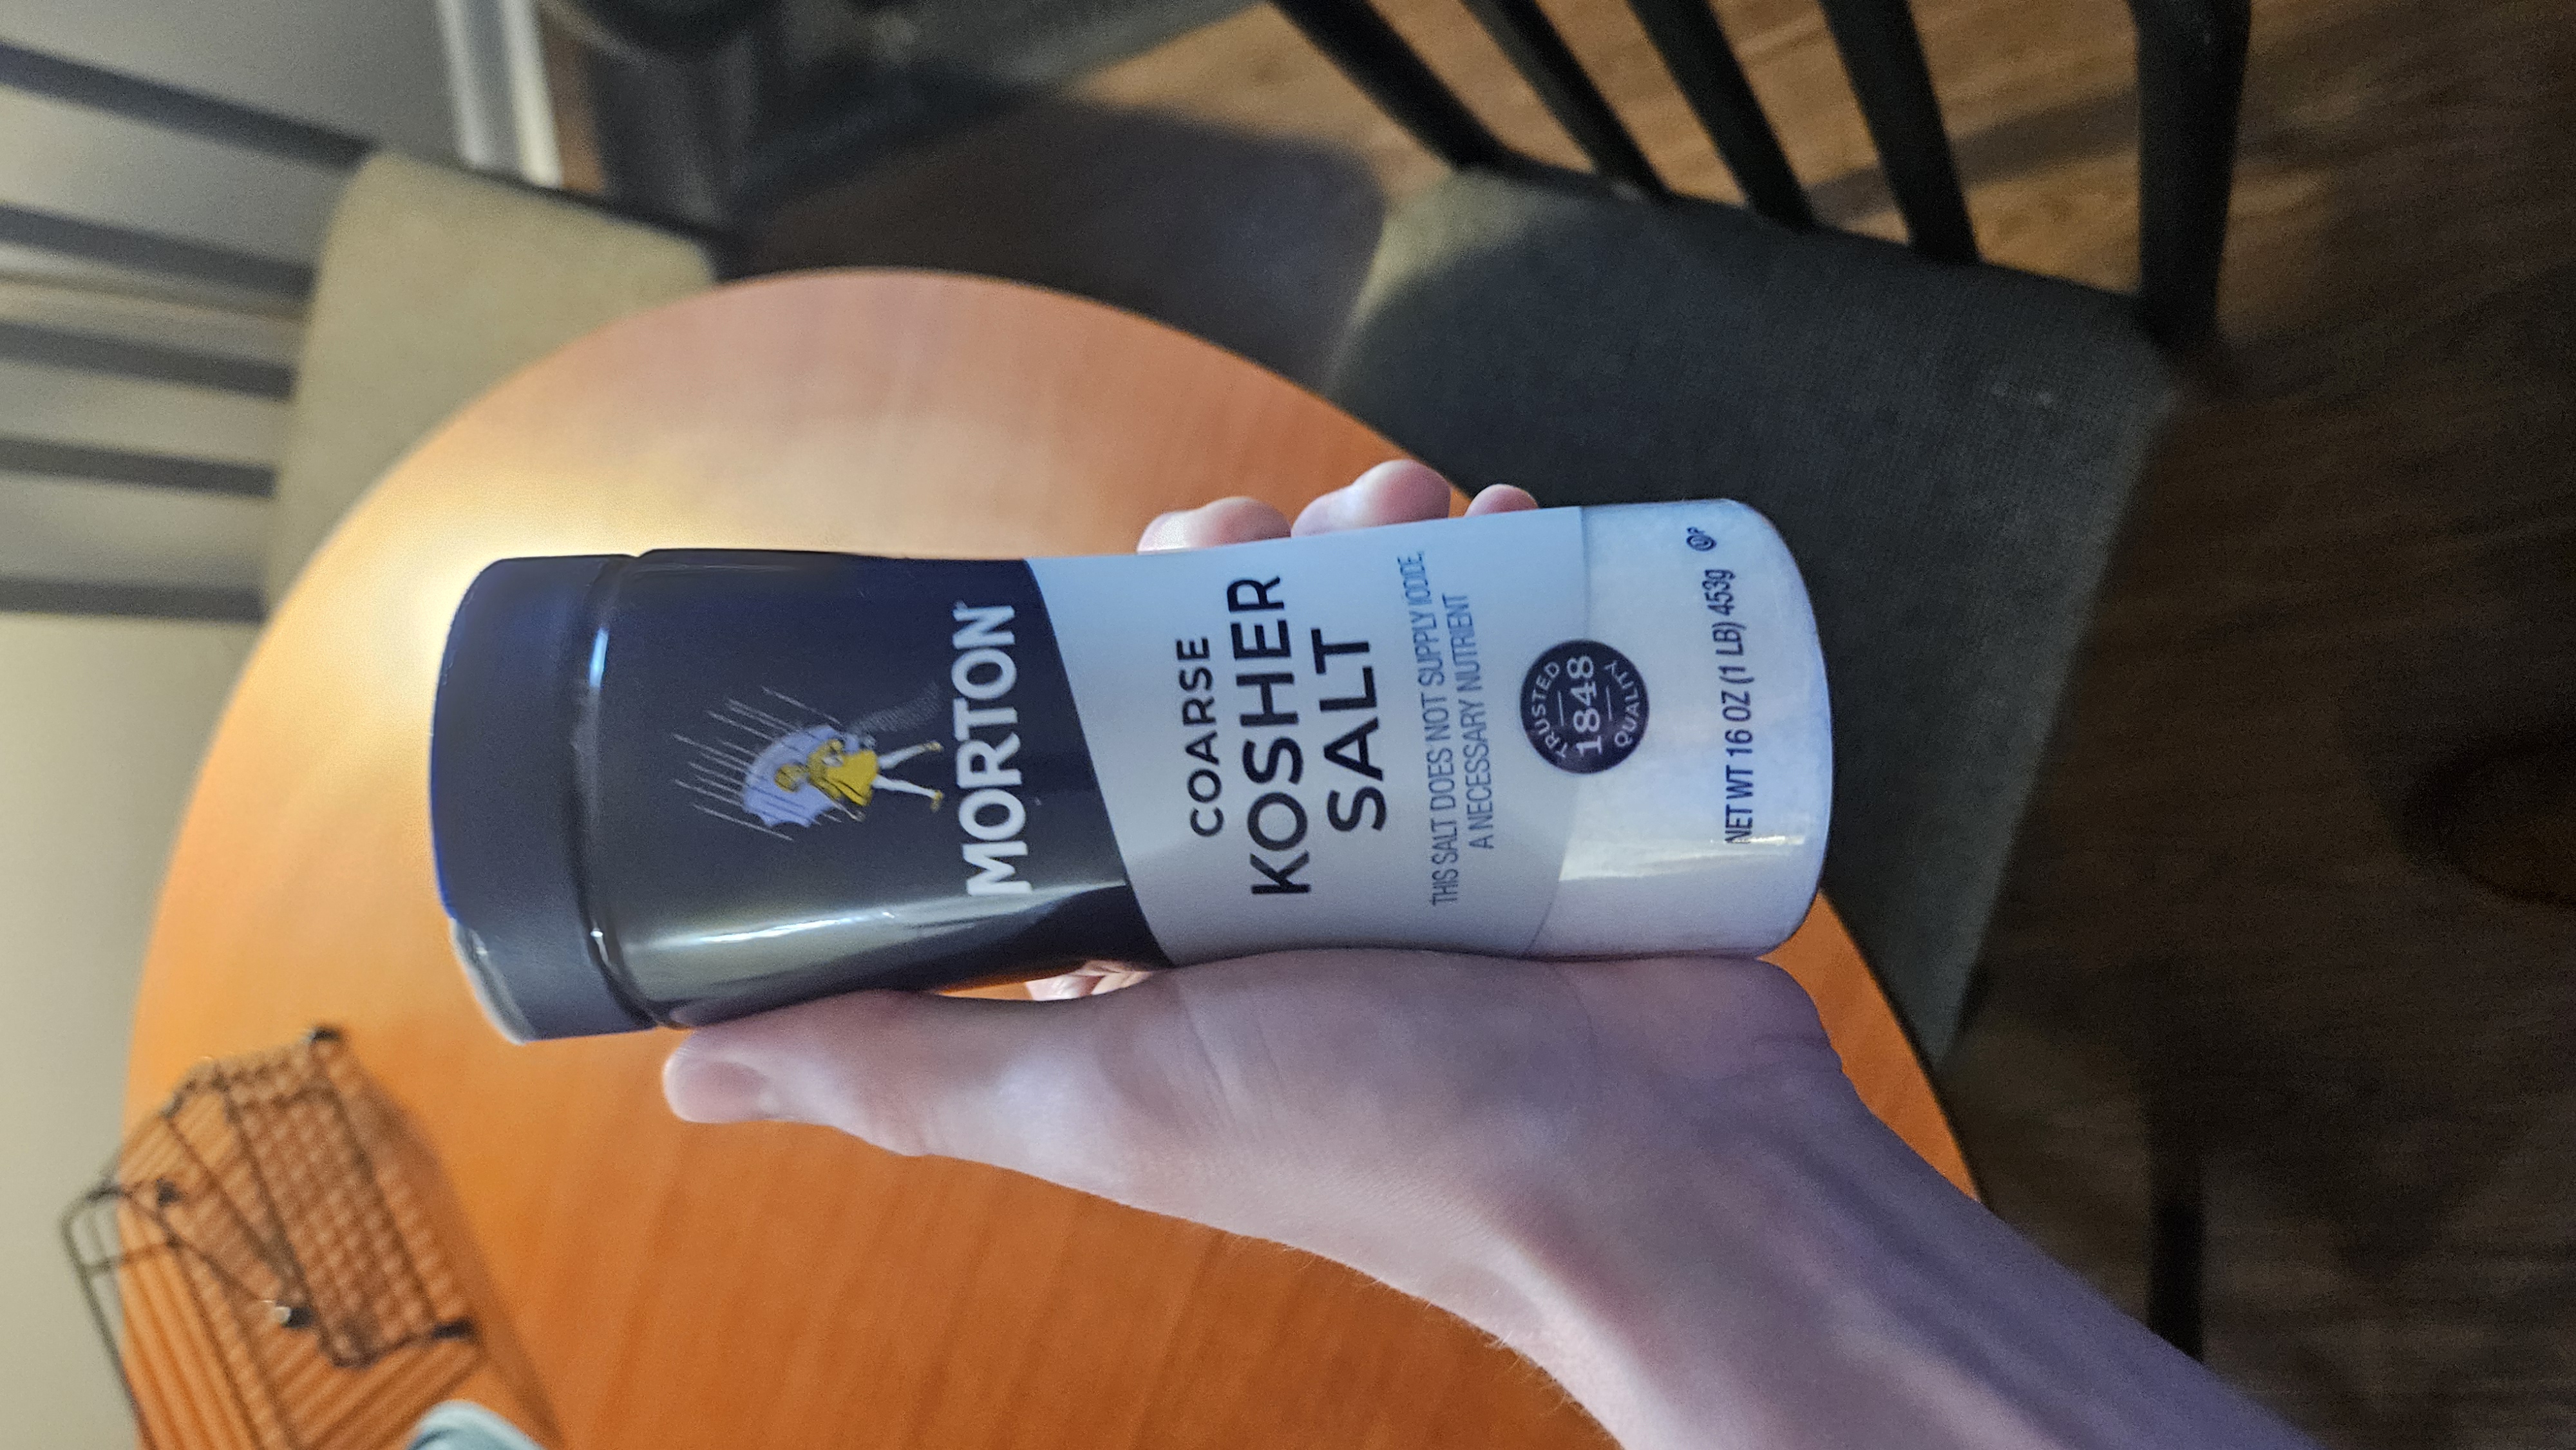 MORTON®
COARSE
KOSHER
SALT
THIS SALT DOES NOT SUPPLY IODIDE,
A NECESSARY NUTRIENT
TRUSTED
1848
QUALITY
NET WT 16 OZ (1 LB) 453g ⓊP